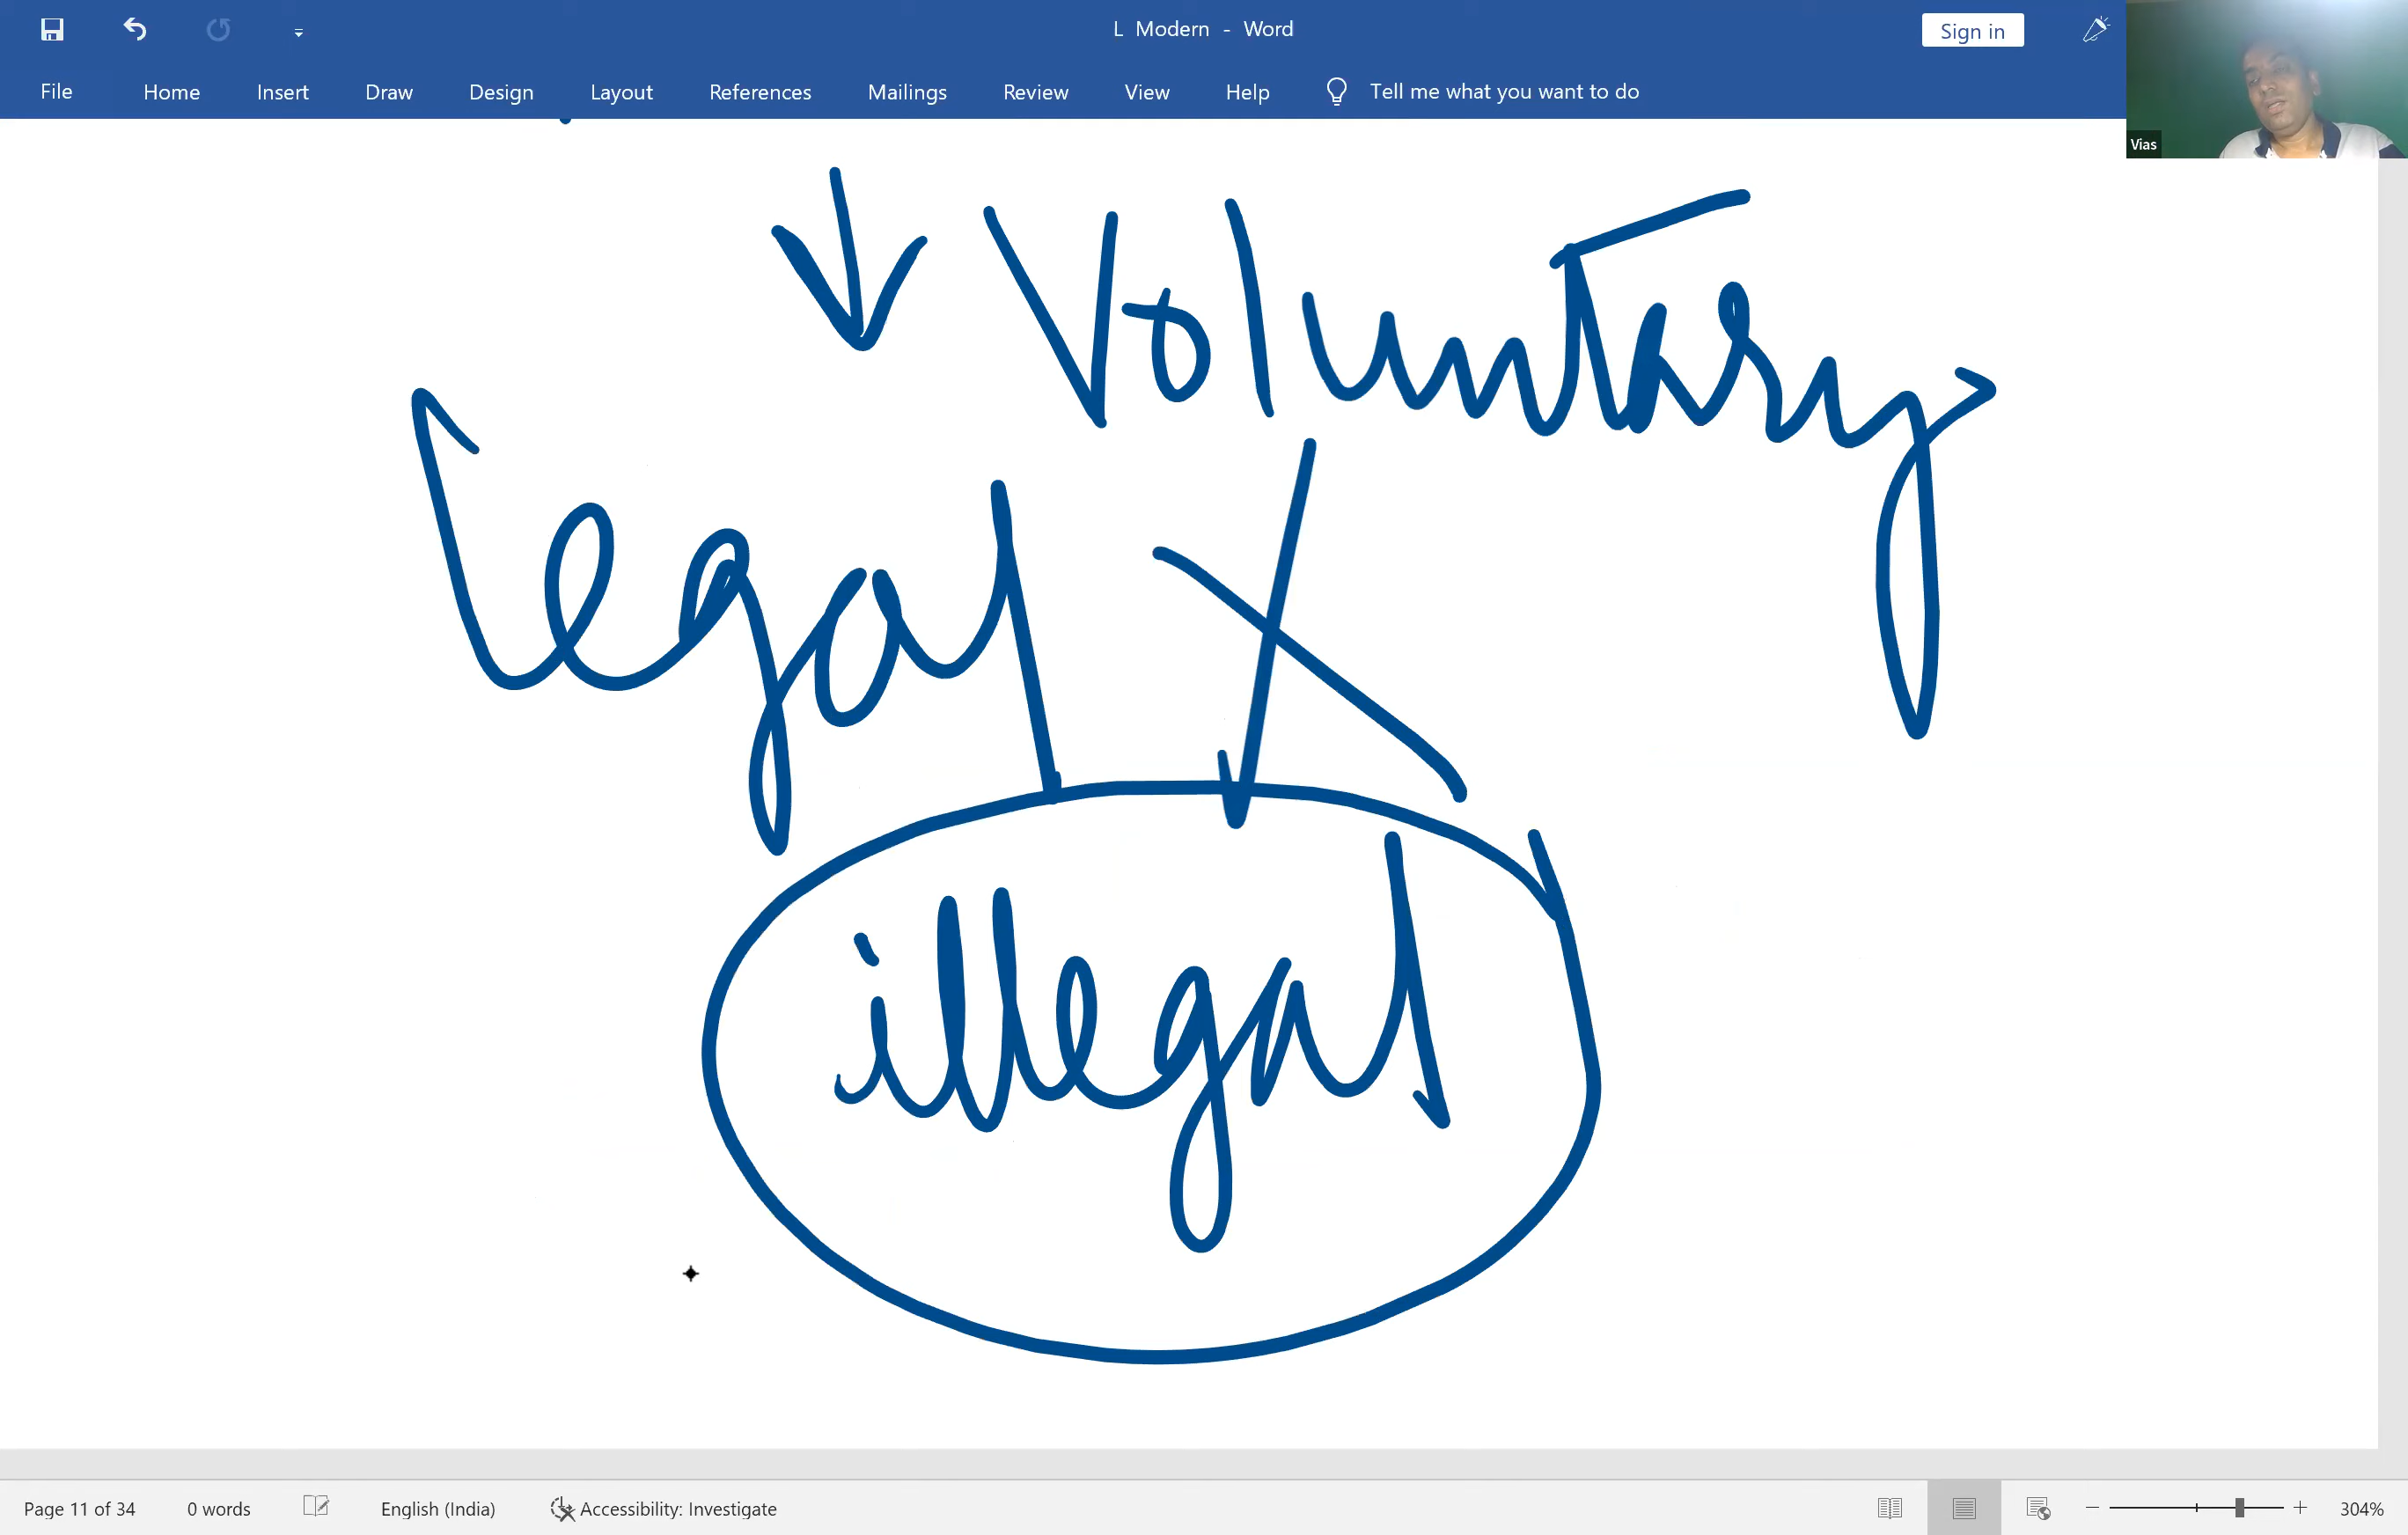 L Modern - Word
Sign in
File Home Insert Draw Design Layout References Mailings Review View Help Tell me what you want to do
Vias
Voluntary
legal
illegal
Page 11 of 34 0 words English (India) Accessibility: Investigate 304%